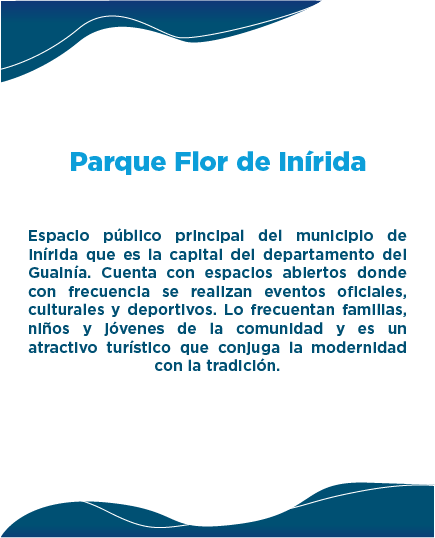 Parque Flor de Inírida
Espacio público principal del municipio de
Inírida que es la capital del departamento del
Guainía. Cuenta con espacios abiertos donde
con frecuencia se realizan eventos oficiales,
culturales y deportivos. Lo frecuentan familias,
niños y jóvenes de la comunidad y es un
atractivo turístico que conjuga la modernidad
con la tradición.